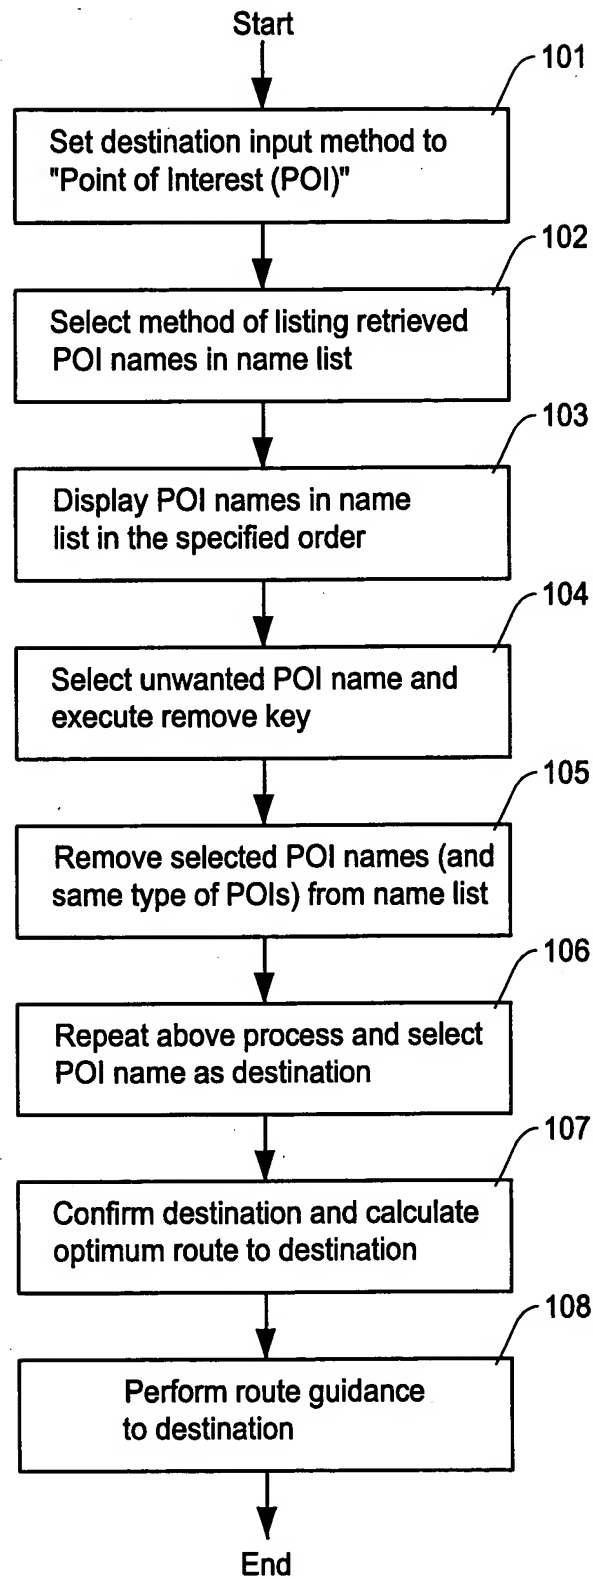 Start
101
Set destination input method to
"Point of Interest (POI)"
102
Select method of listing retrieved
POI names in name list
103
Display POI names in name
list in the specified order
104
Select unwanted POI name and
execute remove key
105
Remove selected POI names (and
same type of POIs) from name list
106
Repeat above process and select
POI name as destination
107
Confirm destination and calculate
optimum route to destination
108
Perform route guidance
to destination
End